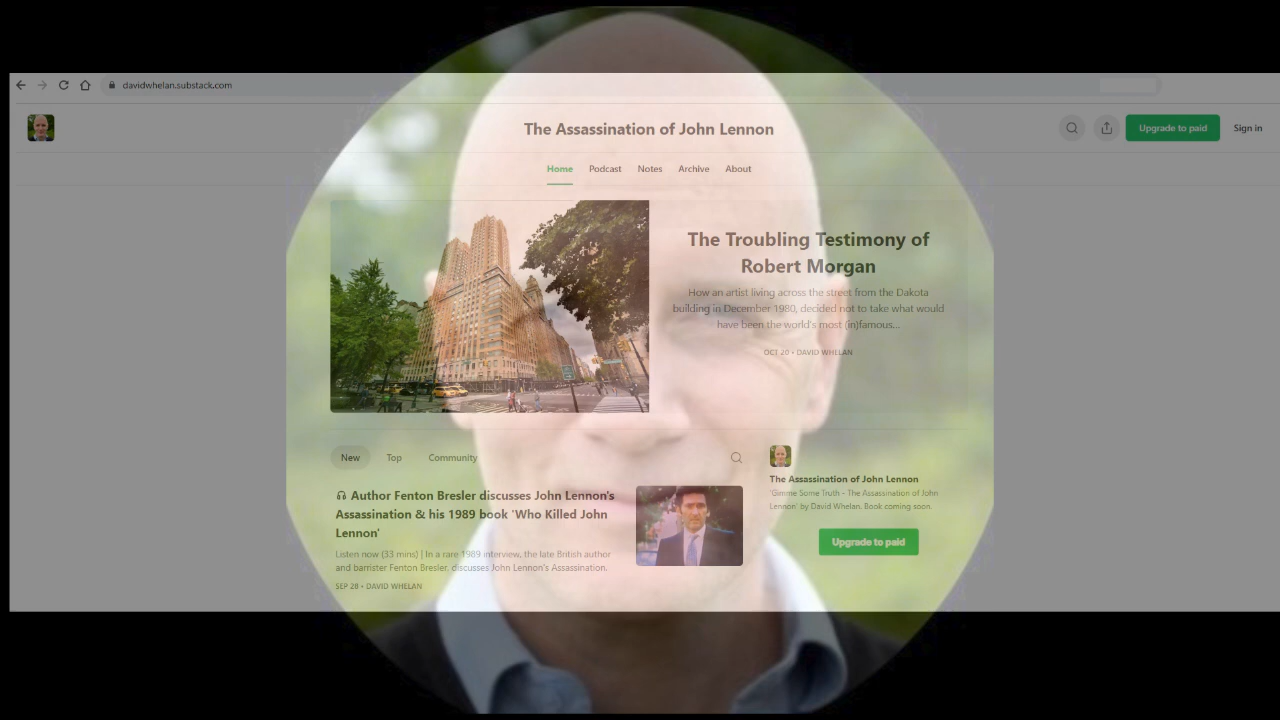 davidwhelan.substack.com
The Assassination of John Lennon
Upgrade to paid
Sign in
Home
Podcast
Notes
Archive
About
The Troubling Testimony of
Robert Morgan
How an artist living across the street from the Dakota
building in December 1980, decided not to take what would
have been the world's most (in)famous...
OCT 20 • DAVID WHELAN
New
Top
Community
Author Fenton Bresler discusses John Lennon's
Assassination & his 1989 book 'Who Killed John
Lennon'
Listen now (33 mins) | In a rare 1989 interview, the late British author
and barrister Fenton Bresler, discusses John Lennon's Assassination.
SEP 28 • DAVID WHELAN
The Assassination of John Lennon
'Gimme Some Truth - The Assassination of John
Lennon' by David Whelan. Book coming soon.
Upgrade to paid